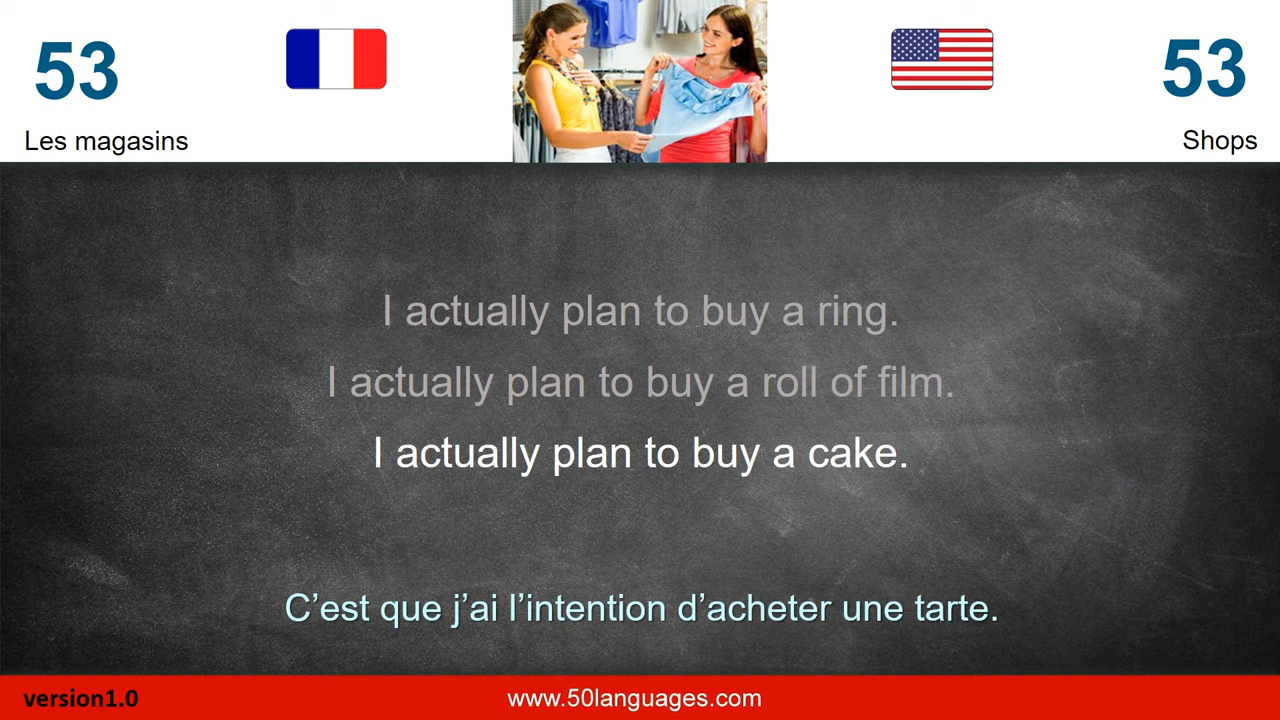 53
53
Les magasins
Shops
I actually plan to buy a ring.
I actually plan to buy a roll of film.
I actually plan to buy a cake.
C’est que j’ai l’intention d’acheter une tarte.
version1.0
www.50languages.com